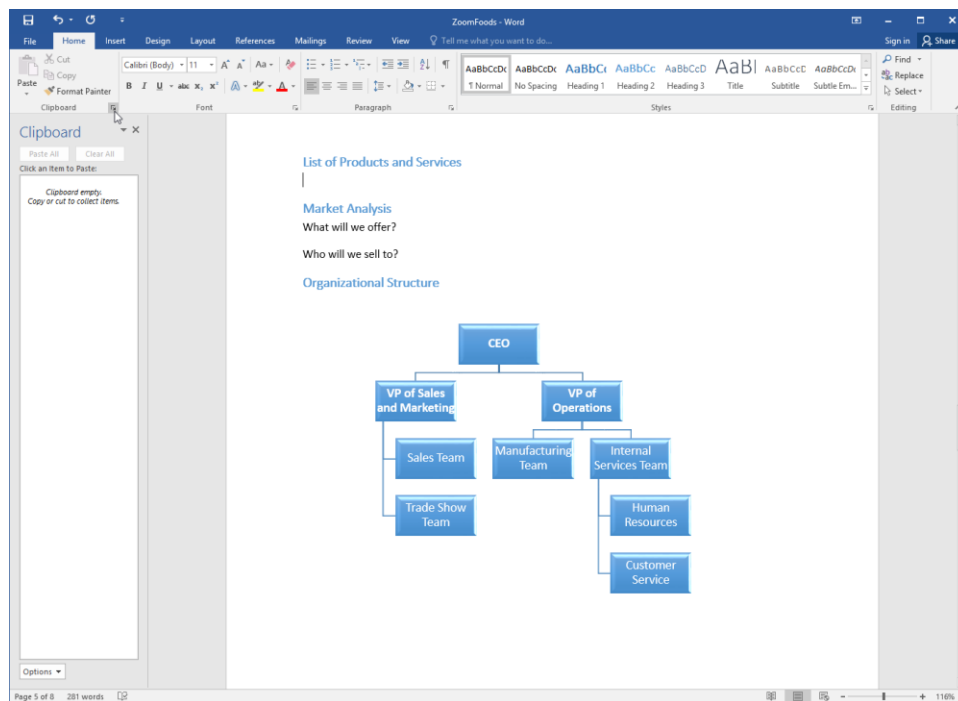 ZoomFoods - Word
File Home Insert Design Layout References Mailings Review View Tell me what you want to do... Sign in Share
Cut
Copy
Format Painter
Paste
Clipboard
Calibri (Body) 11 A A Aa
B I U abc x₂ x² A A
Font
Paragraph
AaBbCcDc AaBbCcDc AaBbCc AaBbCc AaBbCcD AaBl AaBbCcC AaBbCcDc
¶ Normal No Spacing Heading 1 Heading 2 Heading 3 Title Subtitle Subtle Em...
Styles
Find
Replace
Select
Editing
Clipboard
Paste All Clear All
Click an Item to Paste:
Clipboard empty.
Copy or cut to collect items.
Options
List of Products and Services
Market Analysis
What will we offer?
Who will we sell to?
Organizational Structure
CEO
VP of Sales
and Marketing
VP of
Operations
Sales Team
Manufacturing
Team
Internal
Services Team
Trade Show
Team
Human
Resources
Customer
Service
Page 5 of 8 281 words
116%